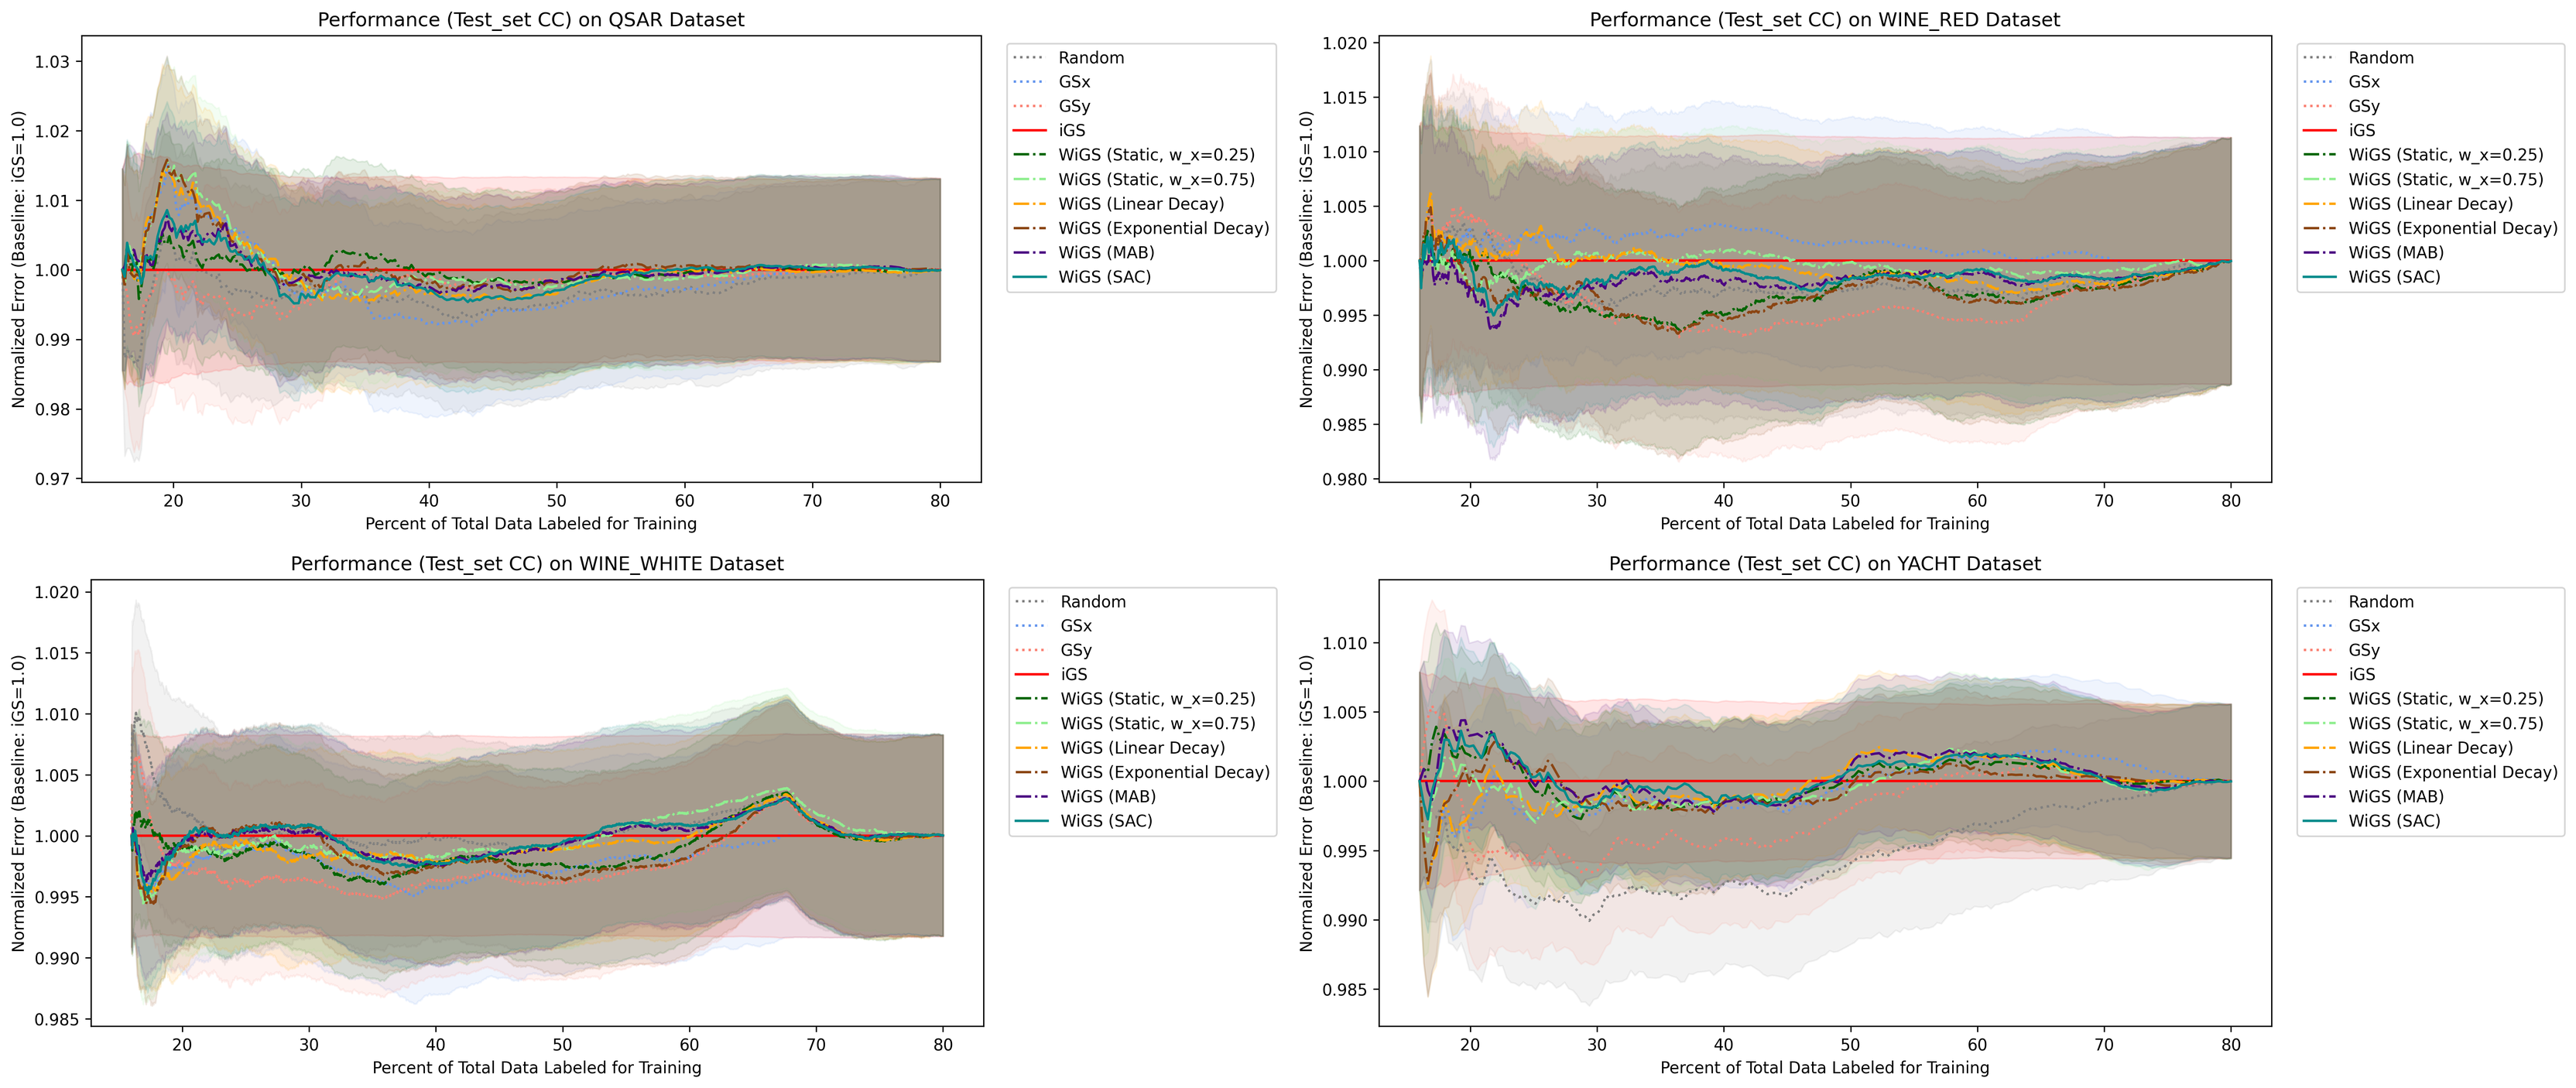 Performance (Test_set CC) on QSAR Dataset
Normalized Error (Baseline: iGS=1.0)
1.03
1.02
1.01
1.00
0.99
0.98
0.97
20 30 40 50 60 70 80
Percent of Total Data Labeled for Training
Random
GSx
GSy
iGS
WiGS (Static, w_x=0.25)
WiGS (Static, w_x=0.75)
WiGS (Linear Decay)
WiGS (Exponential Decay)
WiGS (MAB)
WiGS (SAC)
Performance (Test_set CC) on WINE_RED Dataset
Normalized Error (Baseline: iGS=1.0)
1.020
1.015
1.010
1.005
1.000
0.995
0.990
0.985
0.980
20 30 40 50 60 70 80
Percent of Total Data Labeled for Training
Random
GSx
GSy
iGS
WiGS (Static, w_x=0.25)
WiGS (Static, w_x=0.75)
WiGS (Linear Decay)
WiGS (Exponential Decay)
WiGS (MAB)
WiGS (SAC)
Performance (Test_set CC) on WINE_WHITE Dataset
Normalized Error (Baseline: iGS=1.0)
1.020
1.015
1.010
1.005
1.000
0.995
0.990
0.985
20 30 40 50 60 70 80
Percent of Total Data Labeled for Training
Random
GSx
GSy
iGS
WiGS (Static, w_x=0.25)
WiGS (Static, w_x=0.75)
WiGS (Linear Decay)
WiGS (Exponential Decay)
WiGS (MAB)
WiGS (SAC)
Performance (Test_set CC) on YACHT Dataset
Normalized Error (Baseline: iGS=1.0)
1.010
1.005
1.000
0.995
0.990
0.985
20 30 40 50 60 70 80
Percent of Total Data Labeled for Training
Random
GSx
GSy
iGS
WiGS (Static, w_x=0.25)
WiGS (Static, w_x=0.75)
WiGS (Linear Decay)
WiGS (Exponential Decay)
WiGS (MAB)
WiGS (SAC)